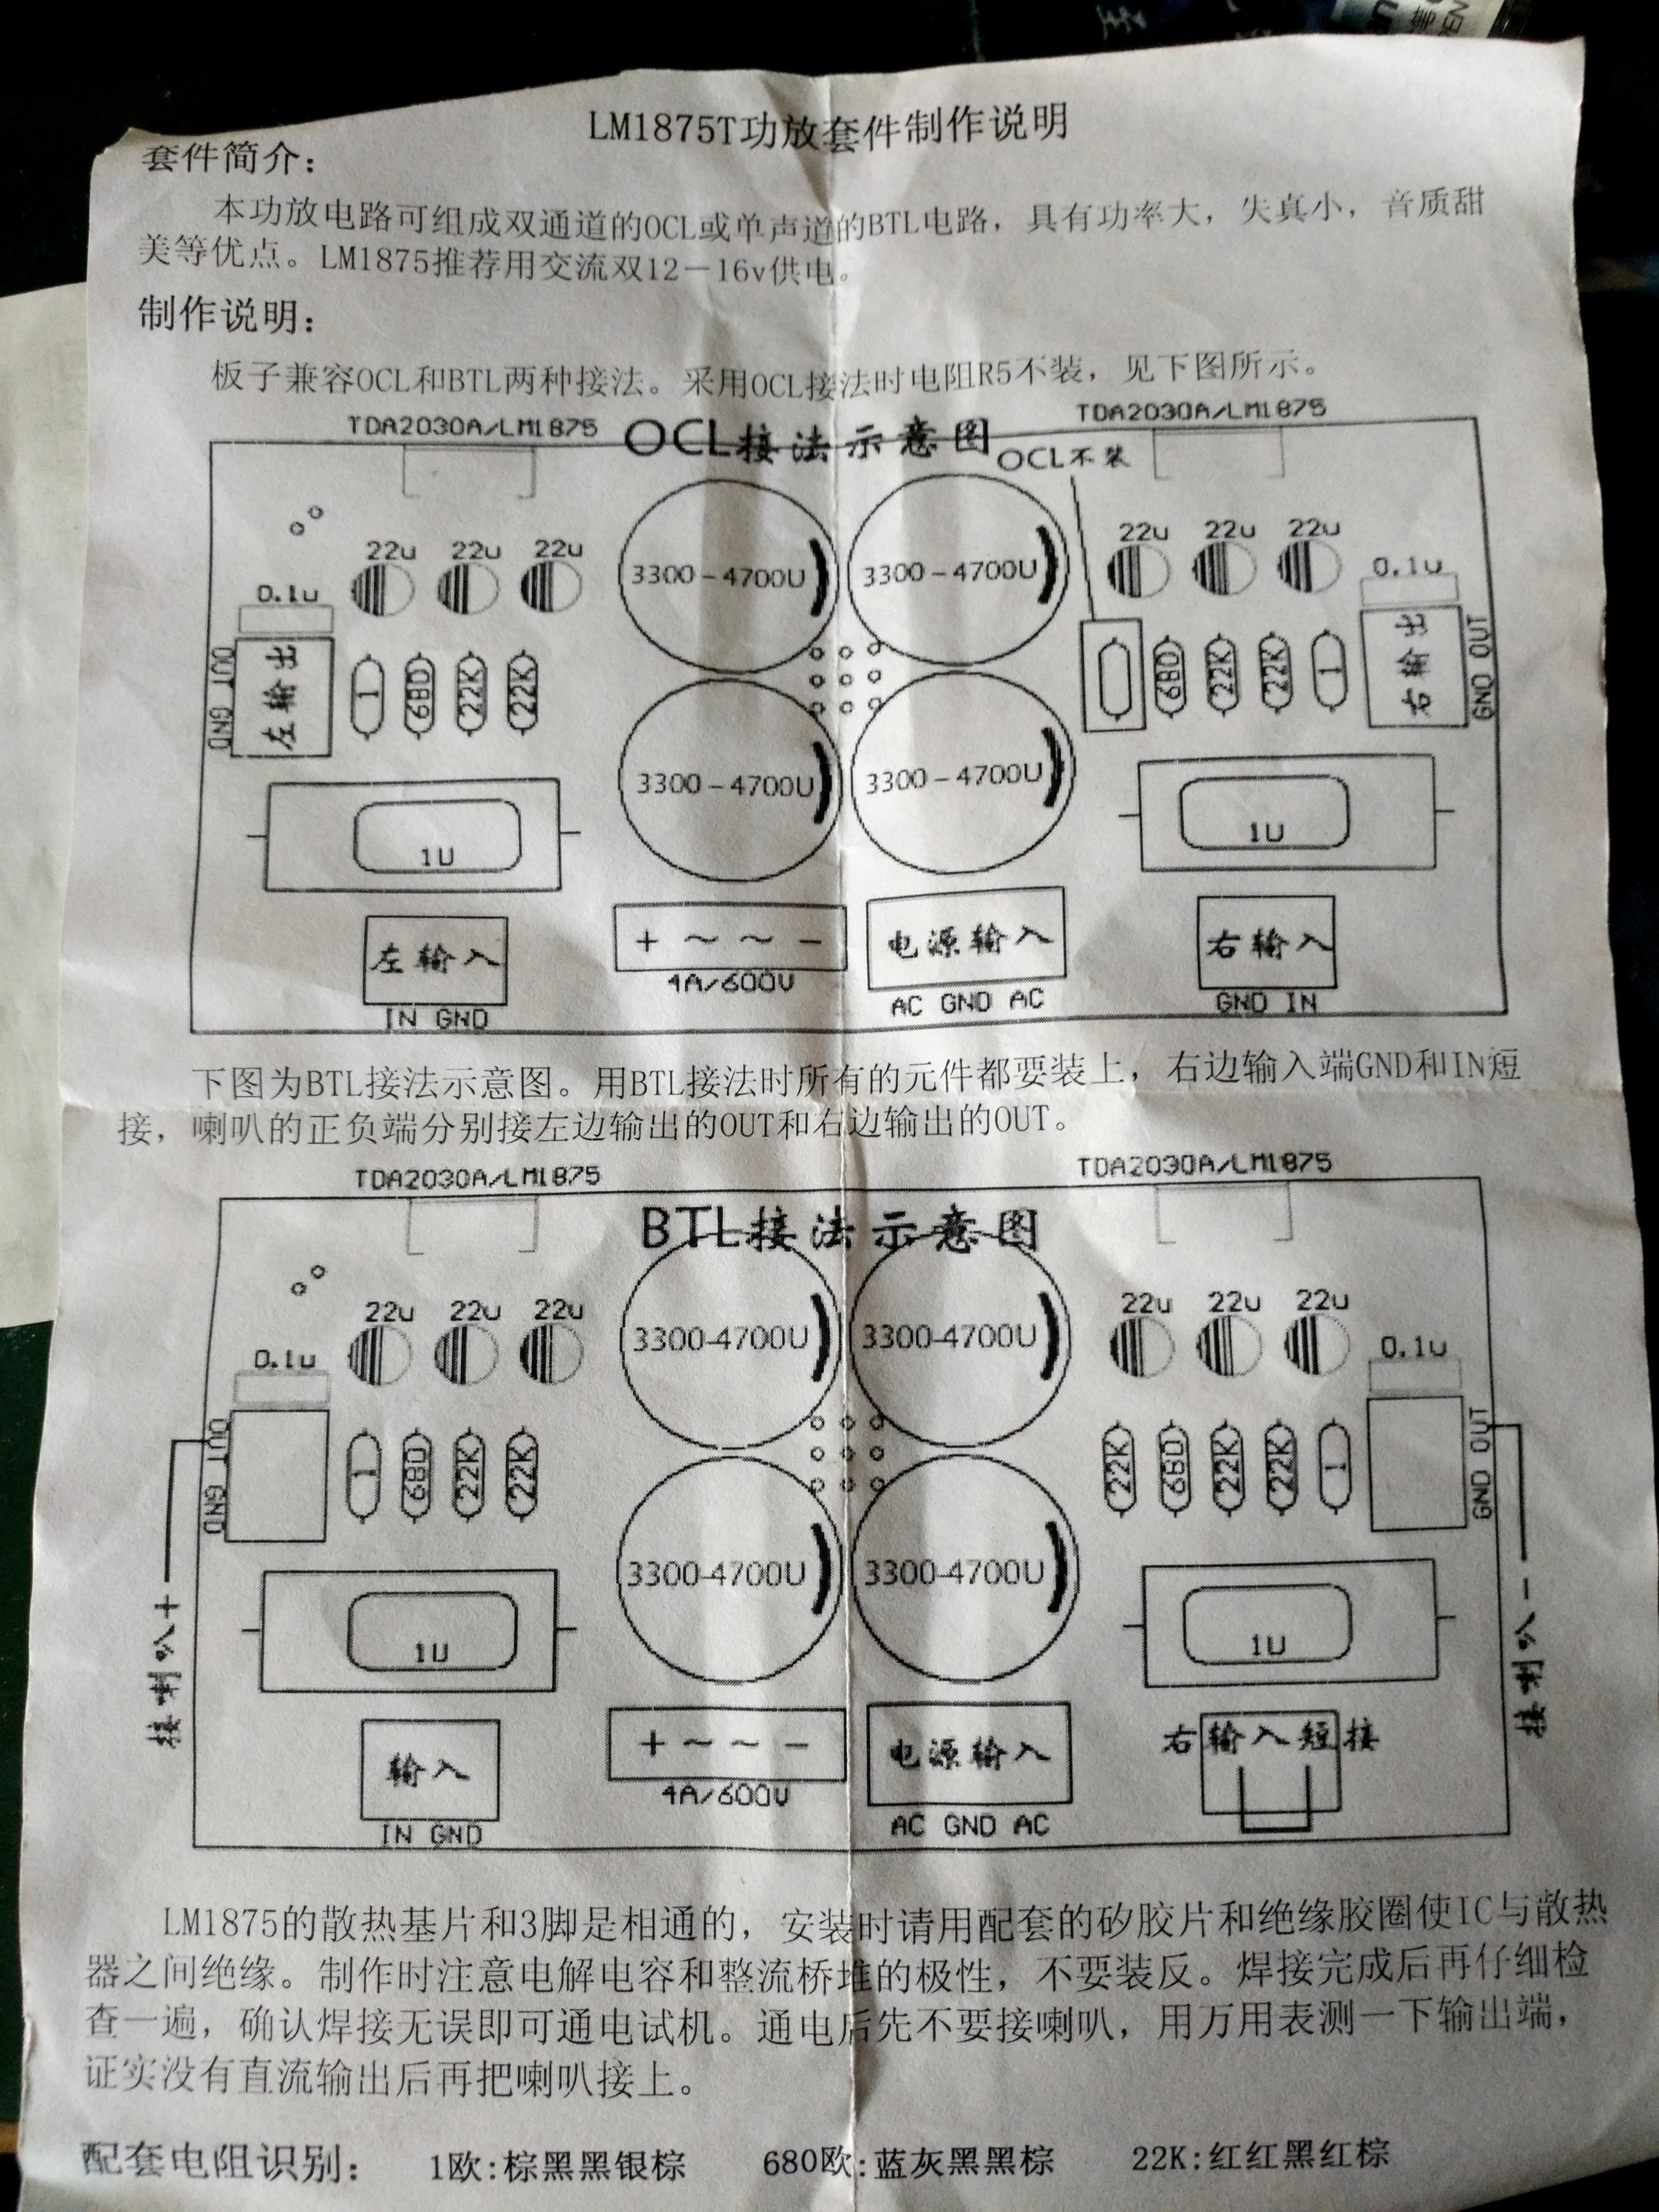 LM1875T功放套件制作说明
套件简介：
本功放电路可组成双通道的OCL或单声道的BTL电路，具有功率大，失真小，音质甜
美等优点。LM1875推荐用交流双12－16v供电。
制作说明：
板子兼容OCL和BTL两种接法。采用OCL接法时电阻R5不装，见下图所示。
TDA2030A/LM1875
OCL接法示意图
TDA2030A/LM1875
OCL不装
22u 22u 22u
3300-4700U
3300-4700U
22u 22u 22u
0.1u
0.1u
OUT GND
左输出
1
680
22K
22K
680
22K
22K
1
右输出
GND OUT
3300-4700U
3300-4700U
1U
1U
左输入
+ ~ ~ -
电源输入
右输入
IN GND
4A/600V
AC GND AC
GND IN
下图为BTL接法示意图。用BTL接法时所有的元件都要装上，右边输入端GND和IN短
接，喇叭的正负端分别接左边输出的OUT和右边输出的OUT。
TDA2030A/LM1875
TDA2030A/LM1875
BTL接法示意图
22u 22u 22u
3300-4700U
3300-4700U
22u 22u 22u
0.1u
0.1u
OUT GND
1
680
22K
22K
22K
680
22K
22K
1
GND OUT
3300-4700U
3300-4700U
接喇叭+
1U
1U
接喇叭-
输入
+ ~ ~ -
电源输入
右输入短接
IN GND
4A/600V
AC GND AC
LM1875的散热基片和3脚是相通的，安装时请用配套的矽胶片和绝缘胶圈使IC与散热
器之间绝缘。制作时注意电解电容和整流桥堆的极性，不要装反。焊接完成后再仔细检
查一遍，确认焊接无误即可通电试机。通电后先不要接喇叭，用万用表测一下输出端，
证实没有直流输出后再把喇叭接上。
配套电阻识别： 1欧:棕黑黑银棕 680欧:蓝灰黑黑棕 22K:红红黑红棕